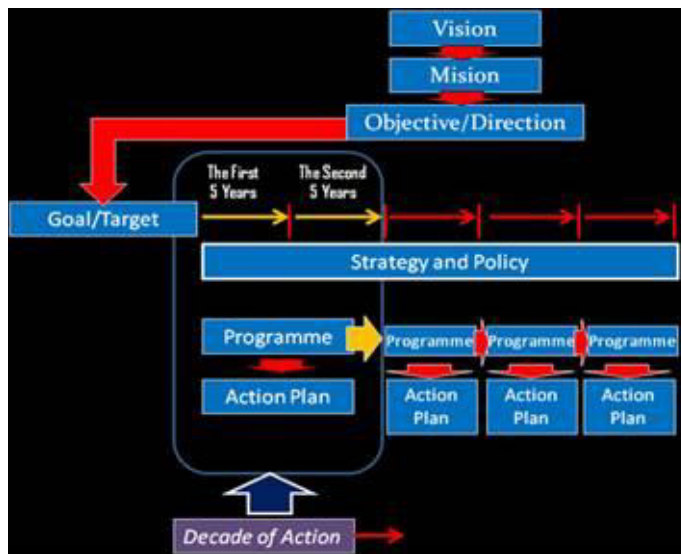 Vision
Mision
Objective/Direction
The First
5 Years
The Second
5 Years
Goal/Target
Strategy and Policy
Programme
Programme
Programme
Programme
Action Plan
Action
Plan
Action
Plan
Action
Plan
Decade of Action